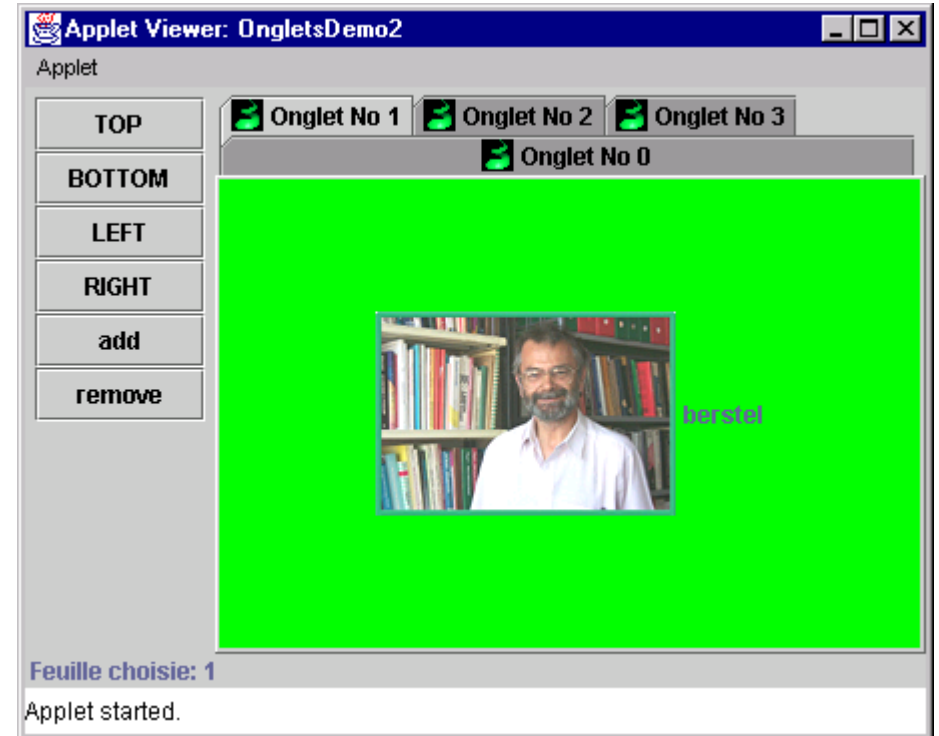 Applet Viewer: OngletsDemo2
Applet
TOP
BOTTOM
LEFT
RIGHT
add
remove
Onglet No 1 Onglet No 2 Onglet No 3
Onglet No 0
berstel
Feuille choisie: 1
Applet started.